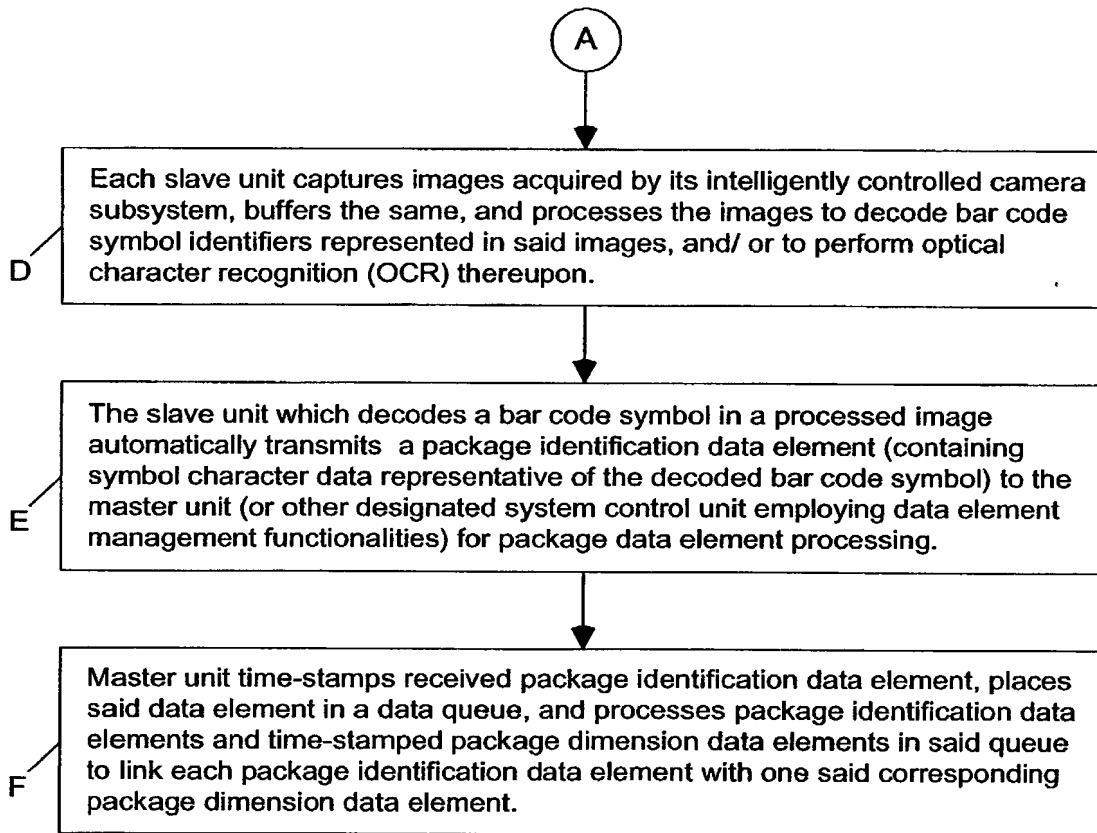 A
Each slave unit captures images acquired by its intelligently controlled camera
subsystem, buffers the same, and processes the images to decode bar code
symbol identifiers represented in said images, and/ or to perform optical
character recognition (OCR) thereupon.
D
The slave unit which decodes a bar code symbol in a processed image
automatically transmits a package identification data element (containing
symbol character data representative of the decoded bar code symbol) to the
master unit (or other designated system control unit employing data element
management functionalities) for package data element processing.
E
Master unit time-stamps received package identification data element, places
said data element in a data queue, and processes package identification data
elements and time-stamped package dimension data elements in said queue
to link each package identification data element with one said corresponding
package dimension data element.
F